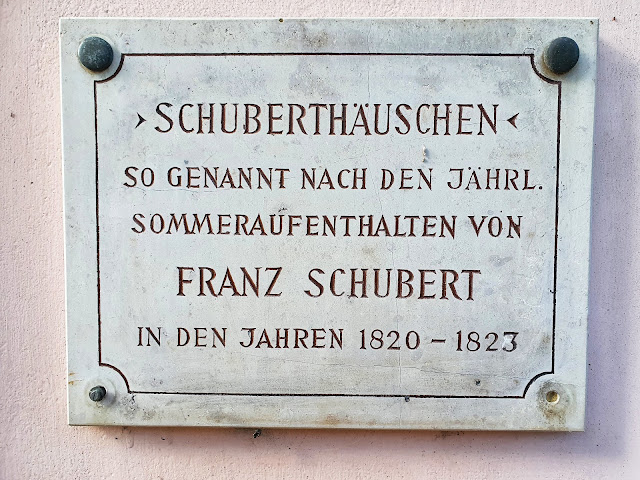 ›SCHUBERTHÄUSCHEN‹
SO GENANNT NACH DEN JÄHRL.
SOMMERAUFENTHALTEN VON
FRANZ SCHUBERT
IN DEN JAHREN 1820 – 1823